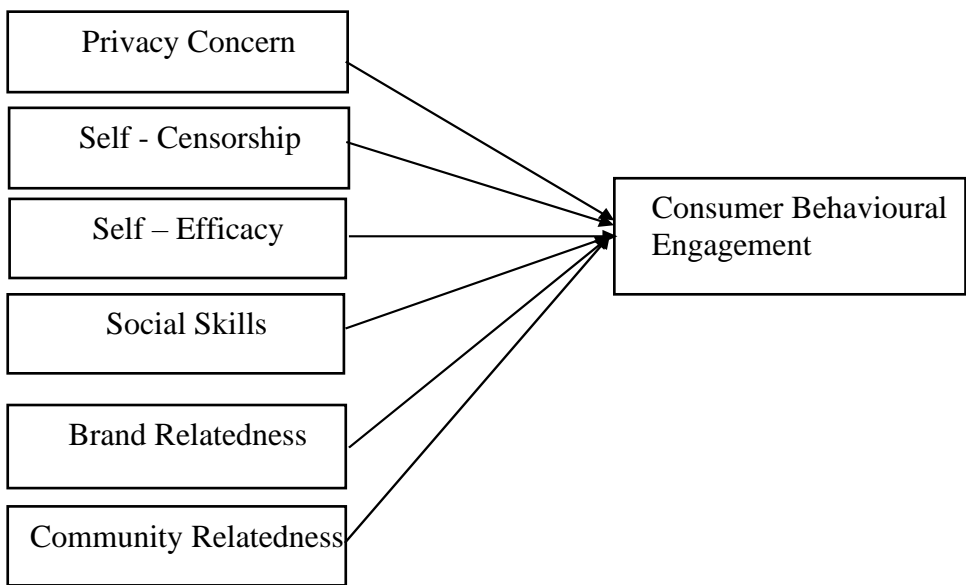 Privacy Concern
Self - Censorship
Self – Efficacy
Social Skills
Brand Relatedness
Community Relatedness
Consumer Behavioural
Engagement